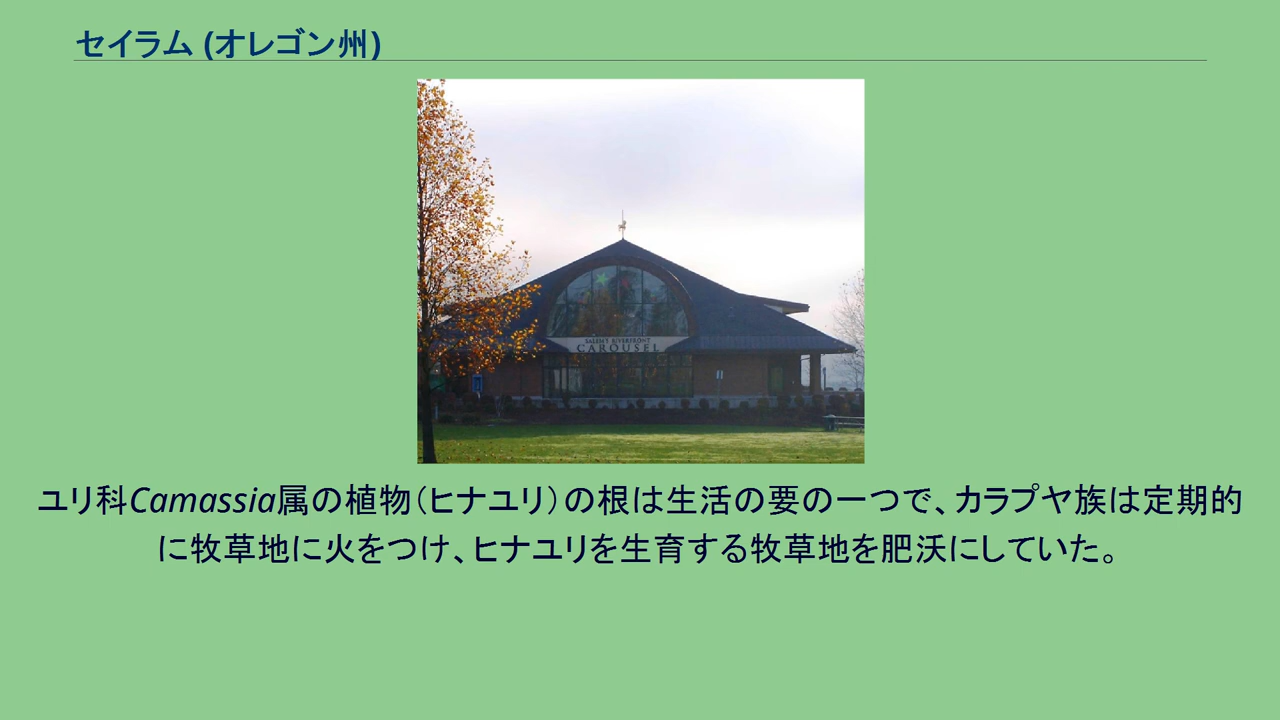 セイラム (オレゴン州)
SALEM'S RIVERFRONT
CAROUSEL
ユリ科Camassia属の植物（ヒナユリ）の根は生活の要の一つで、カラプヤ族は定期的
に牧草地に火をつけ、ヒナユリを生育する牧草地を肥沃にしていた。